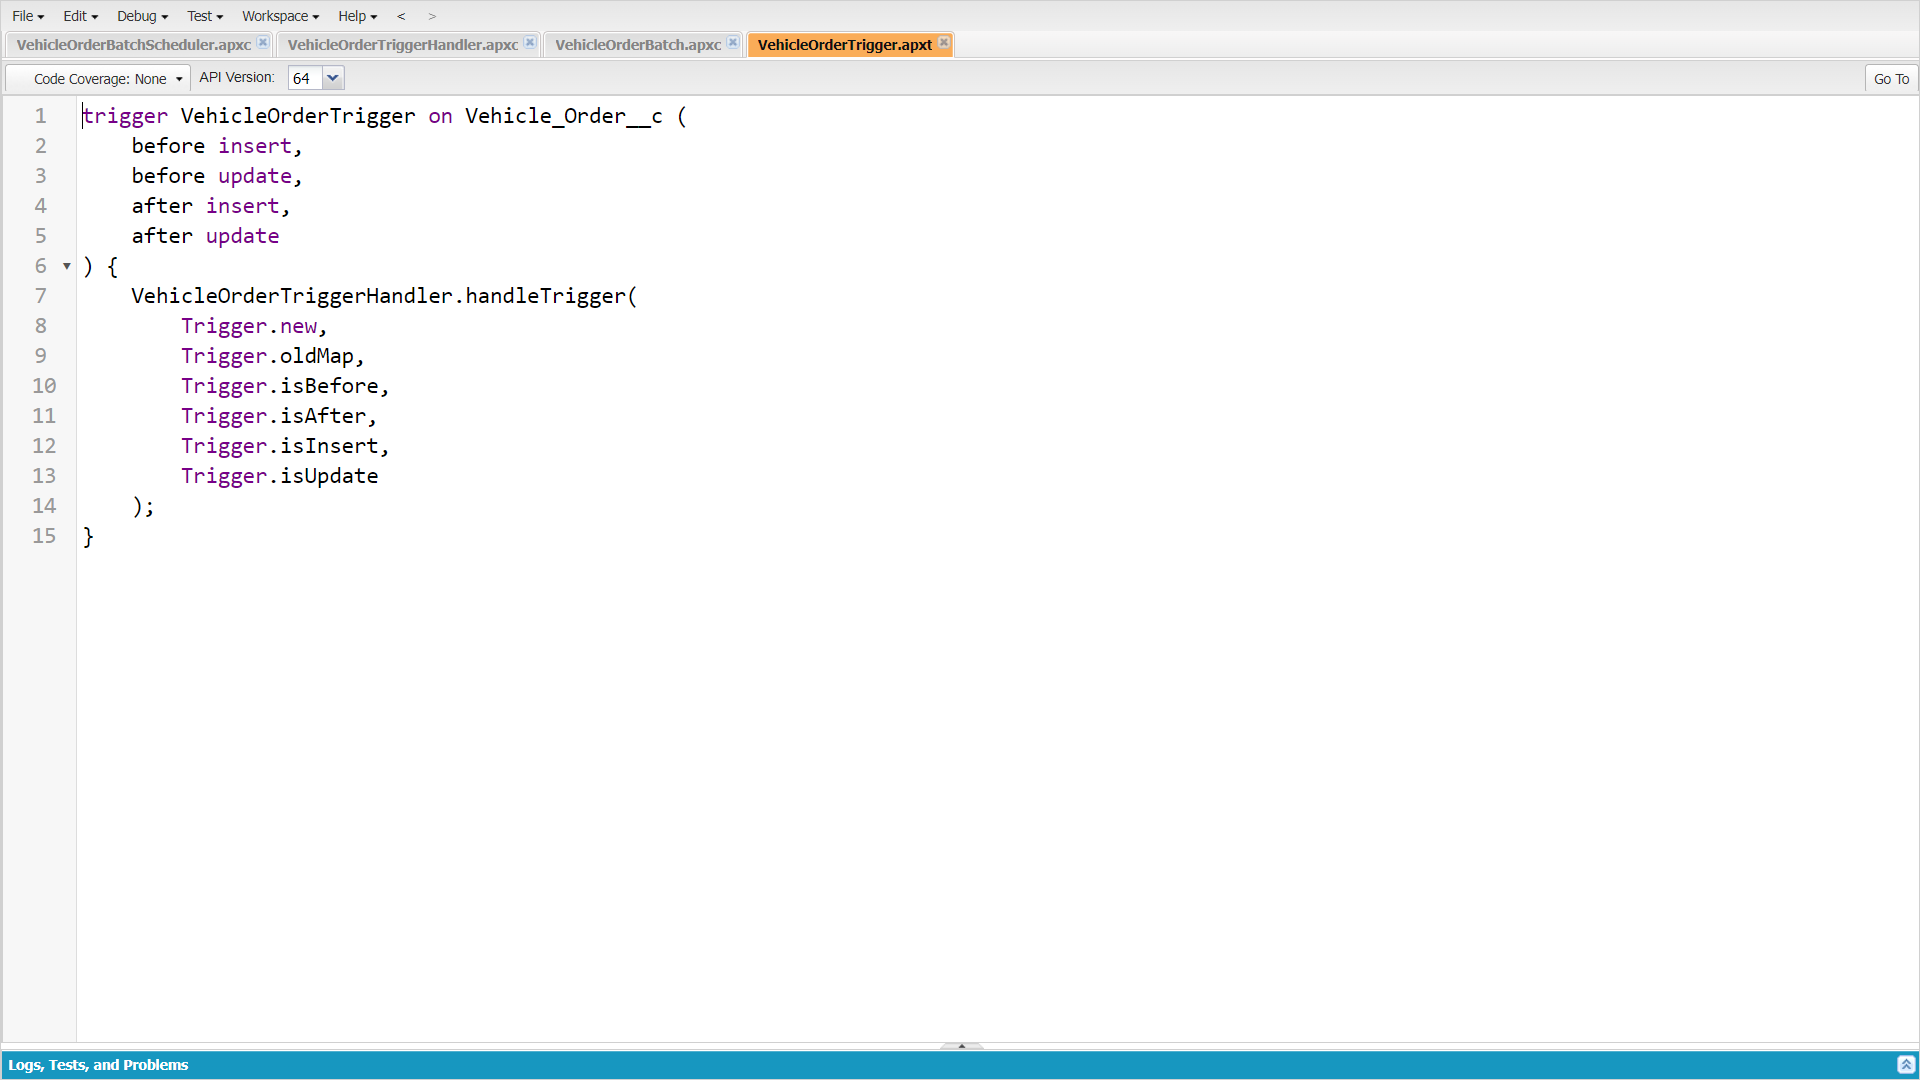 File Edit Debug Test Workspace Help < >
VehicleOrderBatchScheduler.apxc VehicleOrderTriggerHandler.apxc VehicleOrderBatch.apxc VehicleOrderTrigger.apxt
Code Coverage: None API Version: 64 Go To
1 trigger VehicleOrderTrigger on Vehicle_Order__c (
2     before insert,
3     before update,
4     after insert,
5     after update
6 ) {
7     VehicleOrderTriggerHandler.handleTrigger(
8         Trigger.new,
9         Trigger.oldMap,
10         Trigger.isBefore,
11         Trigger.isAfter,
12         Trigger.isInsert,
13         Trigger.isUpdate
14     );
15 }
Logs, Tests, and Problems